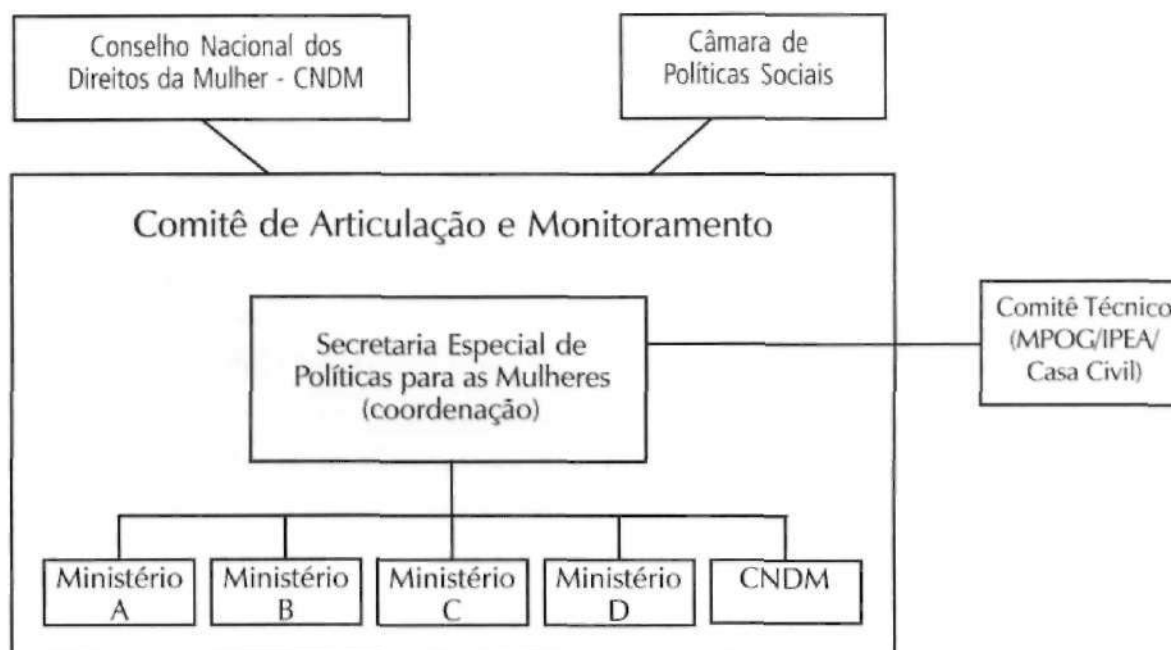 Conselho Nacional dos
Direitos da Mulher - CNDM
Câmara de
Políticas Sociais
Comitê de Articulação e Monitoramento
Secretaria Especial de
Políticas para as Mulheres
(coordenação)
Comitê Técnico
(MPOG/IPEA/
Casa Civil)
Ministério
A
Ministério
B
Ministério
C
Ministério
D
CNDM